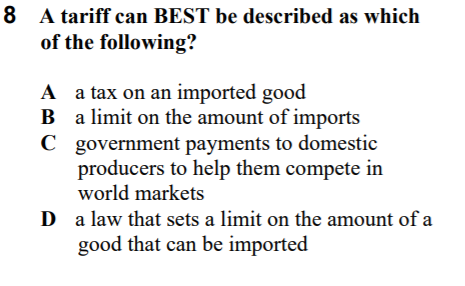 8 A tariff can BEST be described as which
of the following?
A a tax on an imported good
B a limit on the amount of imports
C government payments to domestic
producers to help them compete in
world markets
D a law that sets a limit on the amount of a
good that can be imported